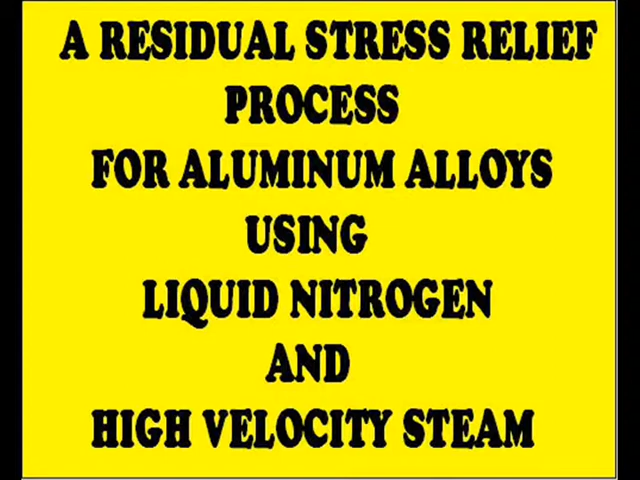 A RESIDUAL STRESS RELIEF
PROCESS
FOR ALUMINUM ALLOYS
USING
LIQUID NITROGEN
AND
HIGH VELOCITY STEAM